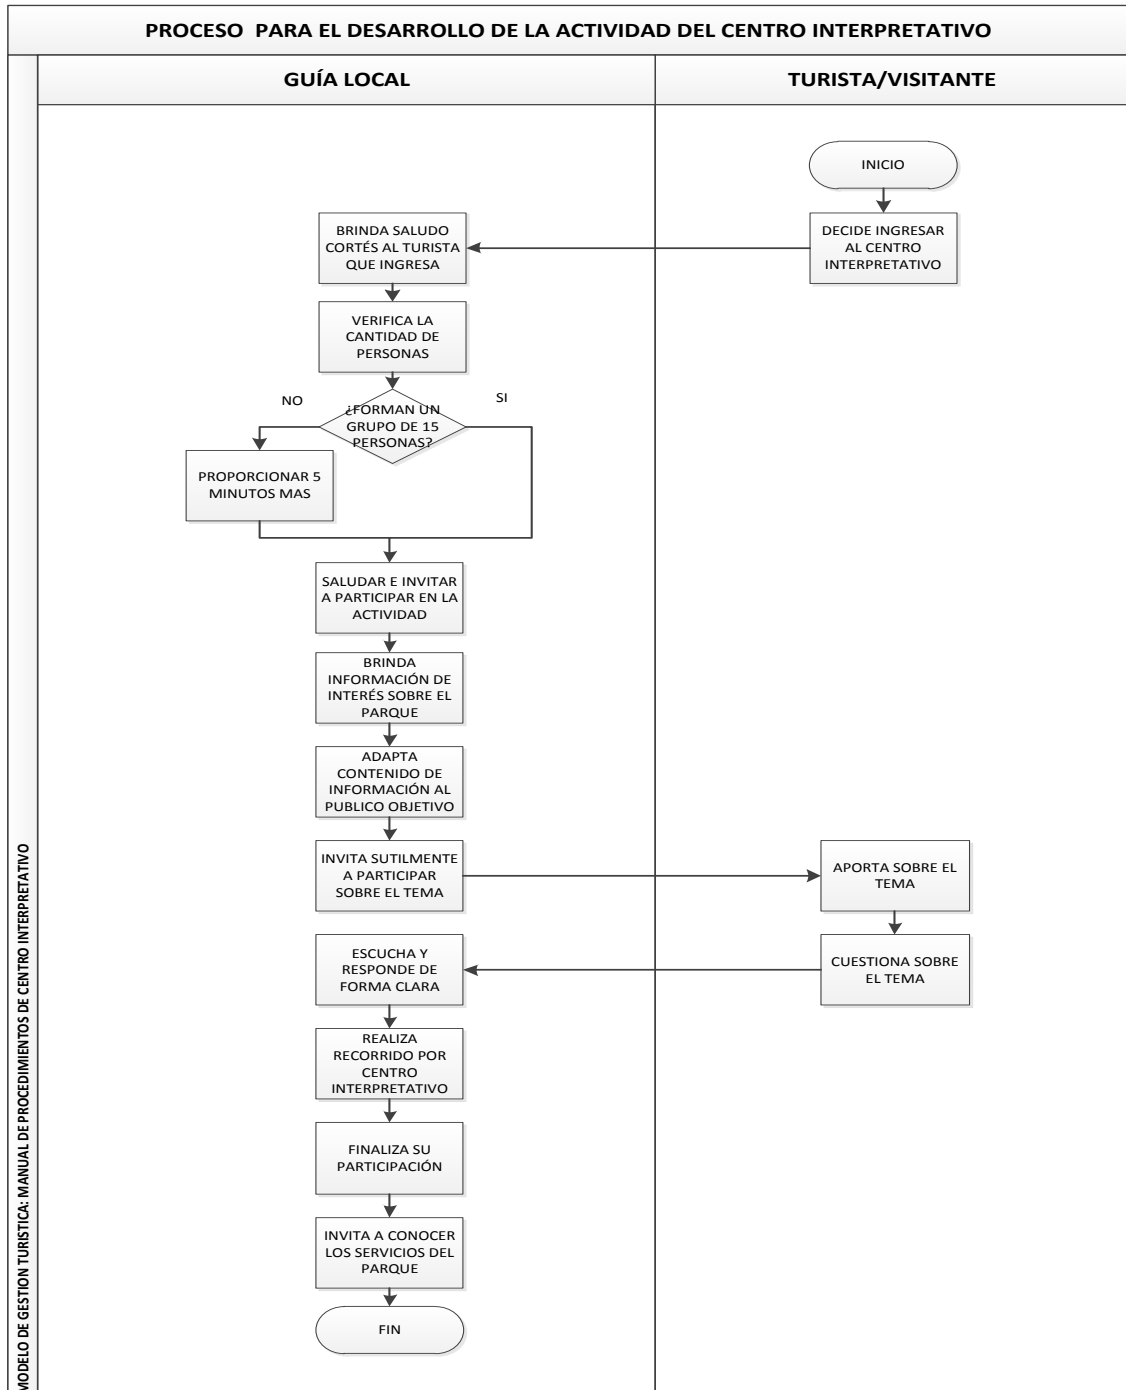 PROCESO PARA EL DESARROLLO DE LA ACTIVIDAD DEL CENTRO INTERPRETATIVO
GUÍA LOCAL
TURISTA/VISITANTE
INICIO
DECIDE INGRESAR
AL CENTRO
INTERPRETATIVO
BRINDA SALUDO
CORTÉS AL TURISTA
QUE INGRESA
VERIFICA LA
CANTIDAD DE
PERSONAS
¿FORMAN UN
GRUPO DE 15
PERSONAS?
NO
SI
PROPORCIONAR 5
MINUTOS MAS
SALUDAR E INVITAR
A PARTICIPAR EN LA
ACTIVIDAD
BRINDA
INFORMACIÓN DE
INTERÉS SOBRE EL
PARQUE
ADAPTA
CONTENIDO DE
INFORMACIÓN AL
PUBLICO OBJETIVO
INVITA SUTILMENTE
A PARTICIPAR
SOBRE EL TEMA
APORTA SOBRE EL
TEMA
CUESTIONA SOBRE
EL TEMA
ESCUCHA Y
RESPONDE DE
FORMA CLARA
REALIZA
RECORRIDO POR
CENTRO
INTERPRETATIVO
FINALIZA SU
PARTICIPACIÓN
INVITA A CONOCER
LOS SERVICIOS DEL
PARQUE
FIN
MODELO DE GESTION TURISTICA: MANUAL DE PROCEDIMIENTOS DE CENTRO INTERPRETATIVO